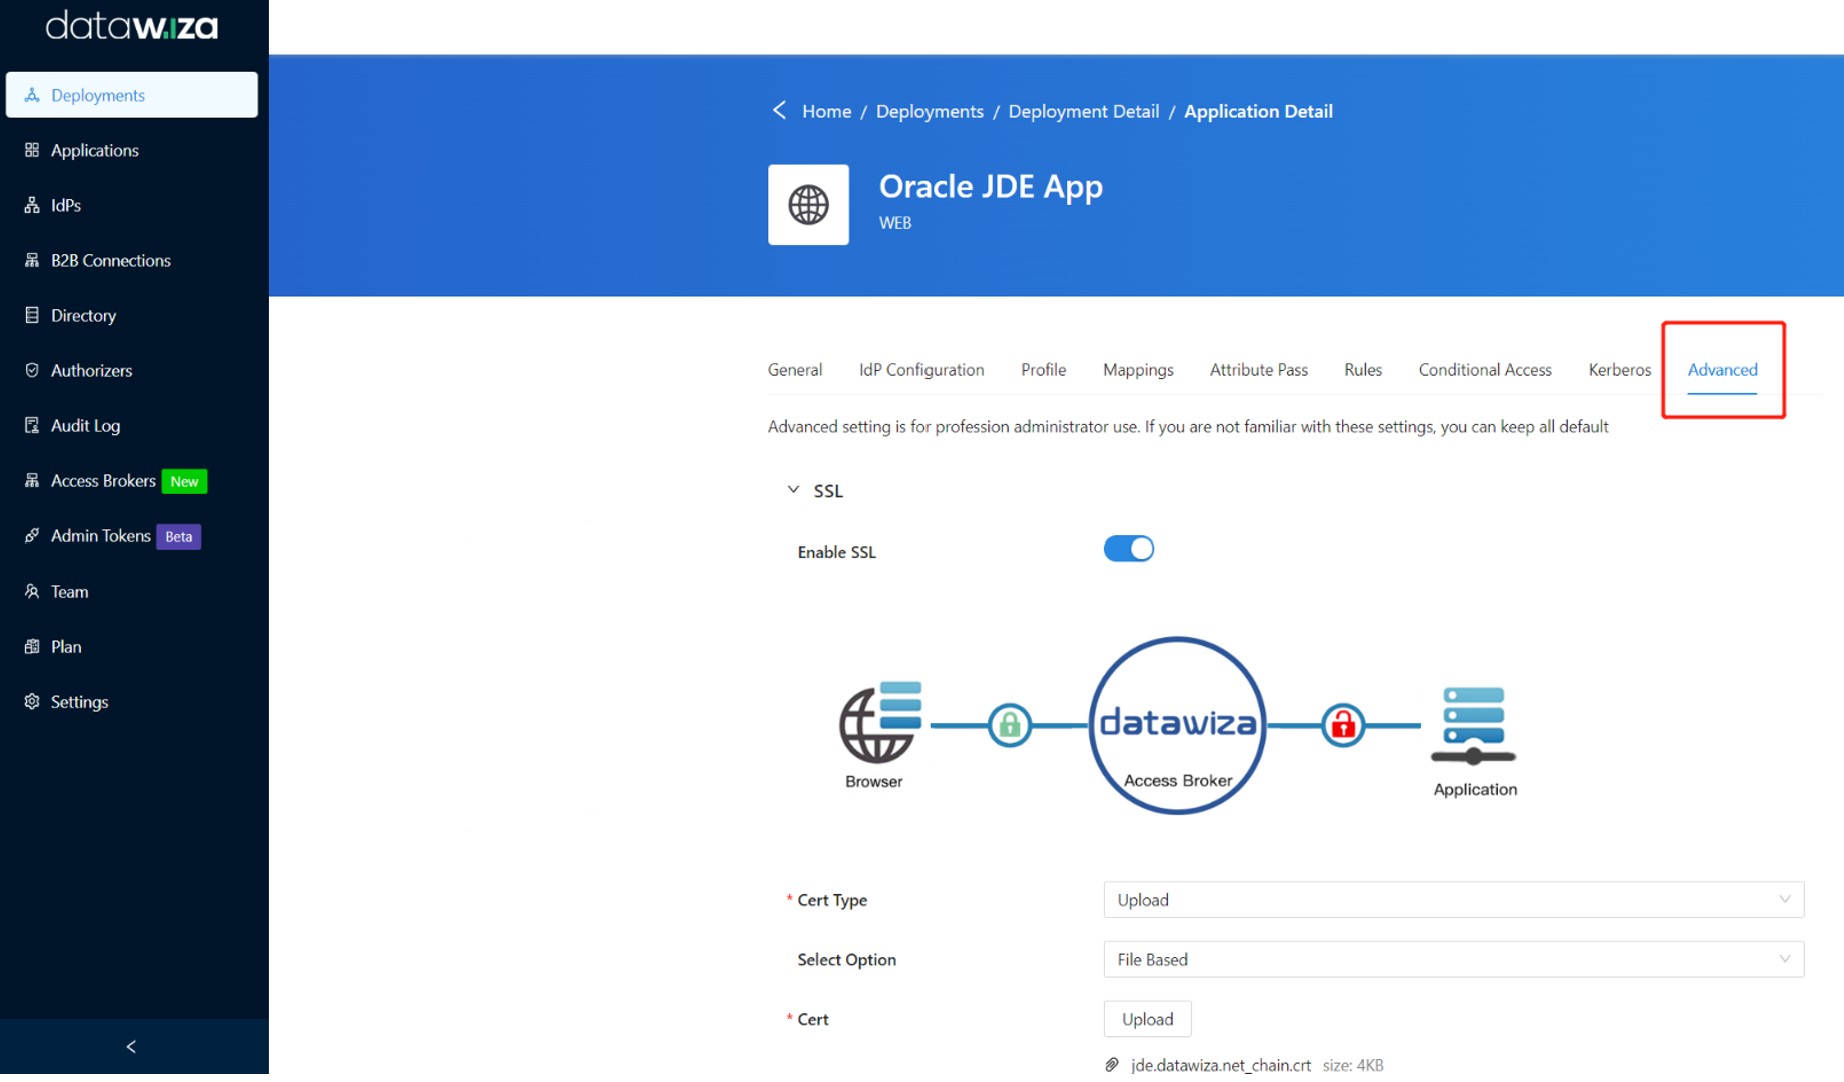 datawiza
Deployments
Applications
IdPs
B2B Connections
Directory
Authorizers
Audit Log
Access Brokers New
Admin Tokens Beta
Team
Plan
Settings
Home / Deployments / Deployment Detail / Application Detail
Oracle JDE App
WEB
General IdP Configuration Profile Mappings Attribute Pass Rules Conditional Access Kerberos Advanced
Advanced setting is for profession administrator use. If you are not familiar with these settings, you can keep all default
SSL
Enable SSL
datawiza
Access Broker
Browser
Application
* Cert Type Upload
Select Option File Based
* Cert Upload
jde.datawiza.net_chain.crt size: 4KB